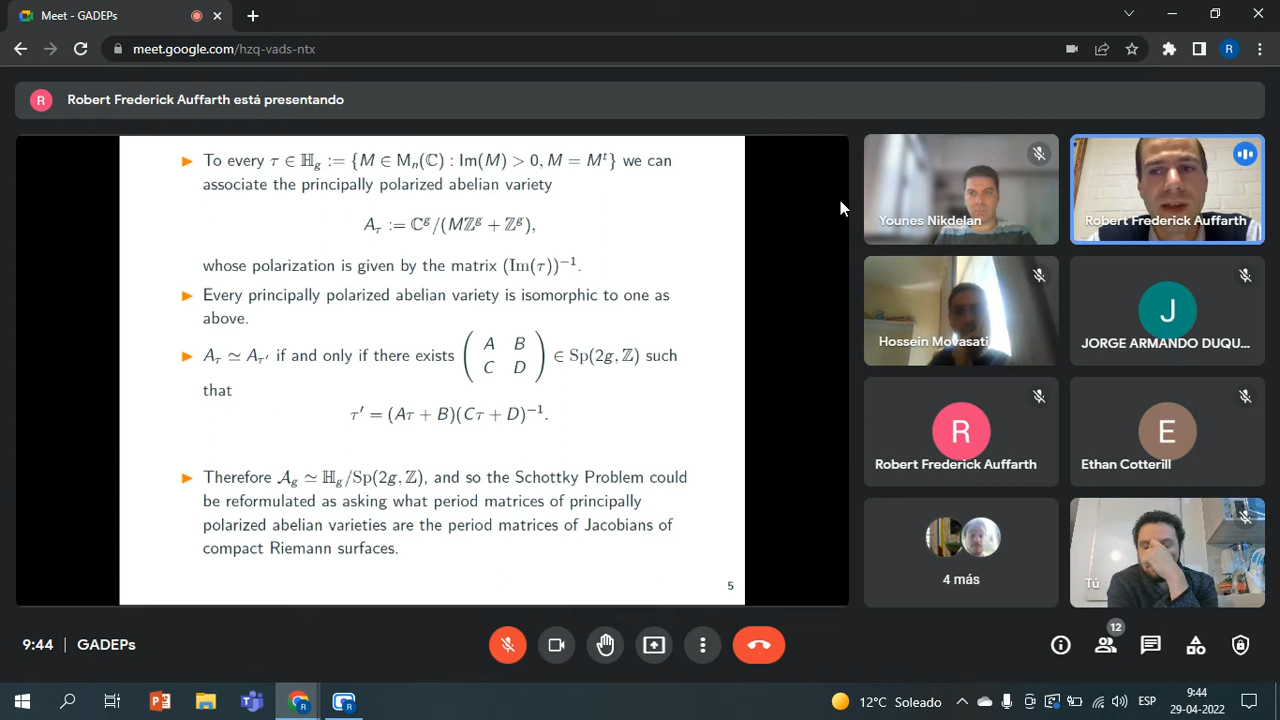 Meet - GADEPs
meet.google.com/hzq-vads-ntx
R
R
Robert Frederick Auffarth está presentando
► To every τ ∈ ℍ_g := {M ∈ M_n(ℂ) : Im(M) > 0, M = M^t} we can
associate the principally polarized abelian variety
A_τ := ℂ^g/(Mℤ^g + ℤ^g),
whose polarization is given by the matrix (Im(τ))^−1.
► Every principally polarized abelian variety is isomorphic to one as
above.
► A_τ ≃ A_τ′ if and only if there exists ( A B
C D ) ∈ Sp(2g, ℤ) such
that
τ′ = (Aτ + B)(Cτ + D)^−1.
► Therefore 𝒜_g ≃ ℍ_g/Sp(2g, ℤ), and so the Schottky Problem could
be reformulated as asking what period matrices of principally
polarized abelian varieties are the period matrices of Jacobians of
compact Riemann surfaces.
5
Younes Nikdelan
Robert Frederick Auffarth
Hossein Movasati
J
JORGE ARMANDO DUQU...
R
Robert Frederick Auffarth
E
Ethan Cotterill
4 más
Tú
9:44 | GADEPs
12
12°C Soleado
ESP
9:44
29-04-2022